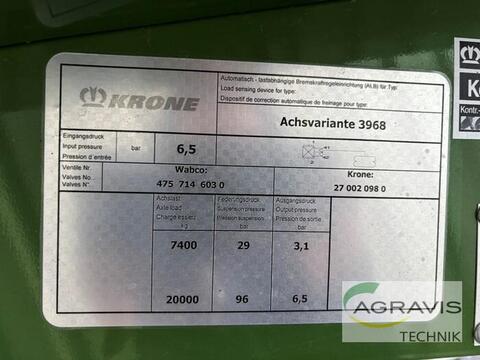 KRONE
Automatisch - lastabhängige Bremskraftregeleinrichtung (ALB) für Typ:
Load sensing device for type:
Dispositif de correction automatique de freinage pour type:
Achsvariante 3968
Eingangsdruck
Input pressure bar 6,5
Pression d'entrée
Ventile Nr. Wabco: Krone:
Valves No.
Valves N° 475 714 603 0 27 002 098 0
Achslast Federungsdruck Ausgangsdruck
Axle load Suspension pressure Output pressure
Charge essieu Pression suspension Pression de sortie
kg bar bar
7400 29 3,1
20000 96 6,5
Kontr.
AGRAVIS
TECHNIK